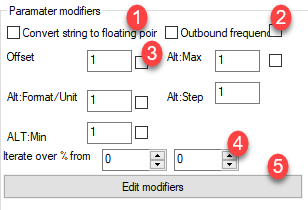 Paramater modifiers
1
2
Convert string to floating poir
Outbound frequenc
3
Offset 1
Alt:Max 1
Alt:Format/Unit 1
Alt:Step 1
ALT:Min 1
4
Iterate over % from 0 0
5
Edit modifiers